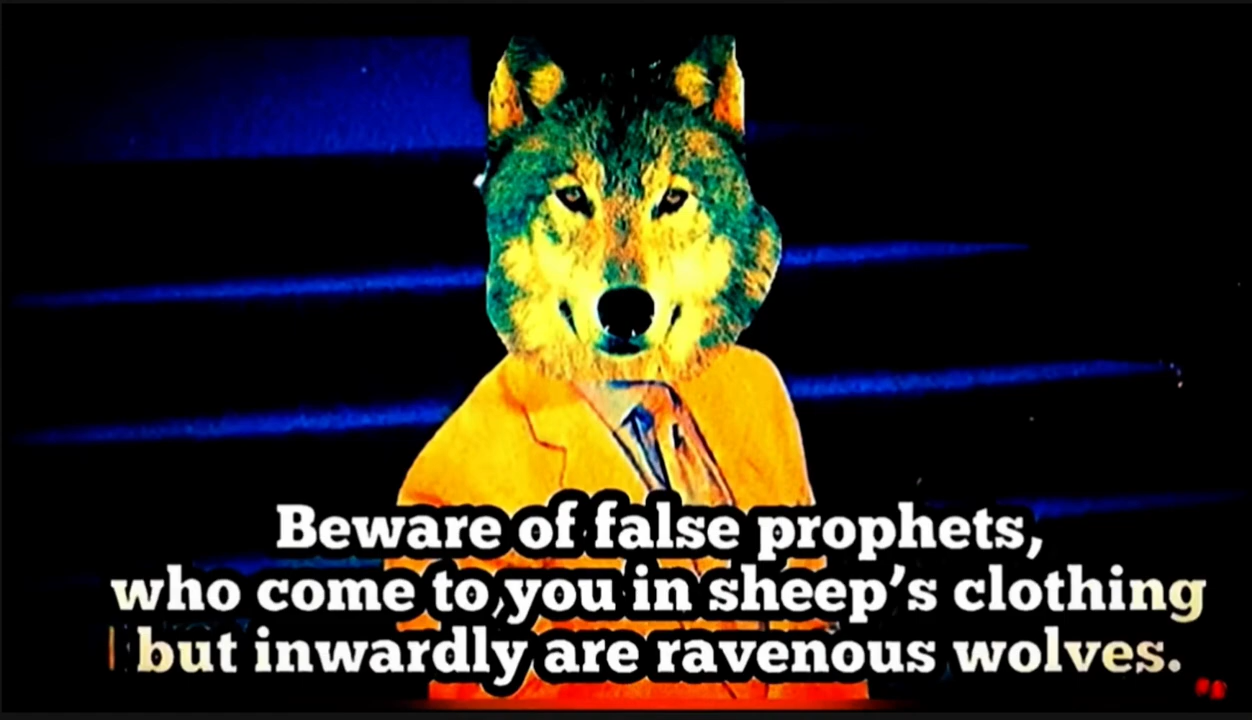 Beware of false prophets,
who come to you in sheep's clothing
but inwardly are ravenous wolves.